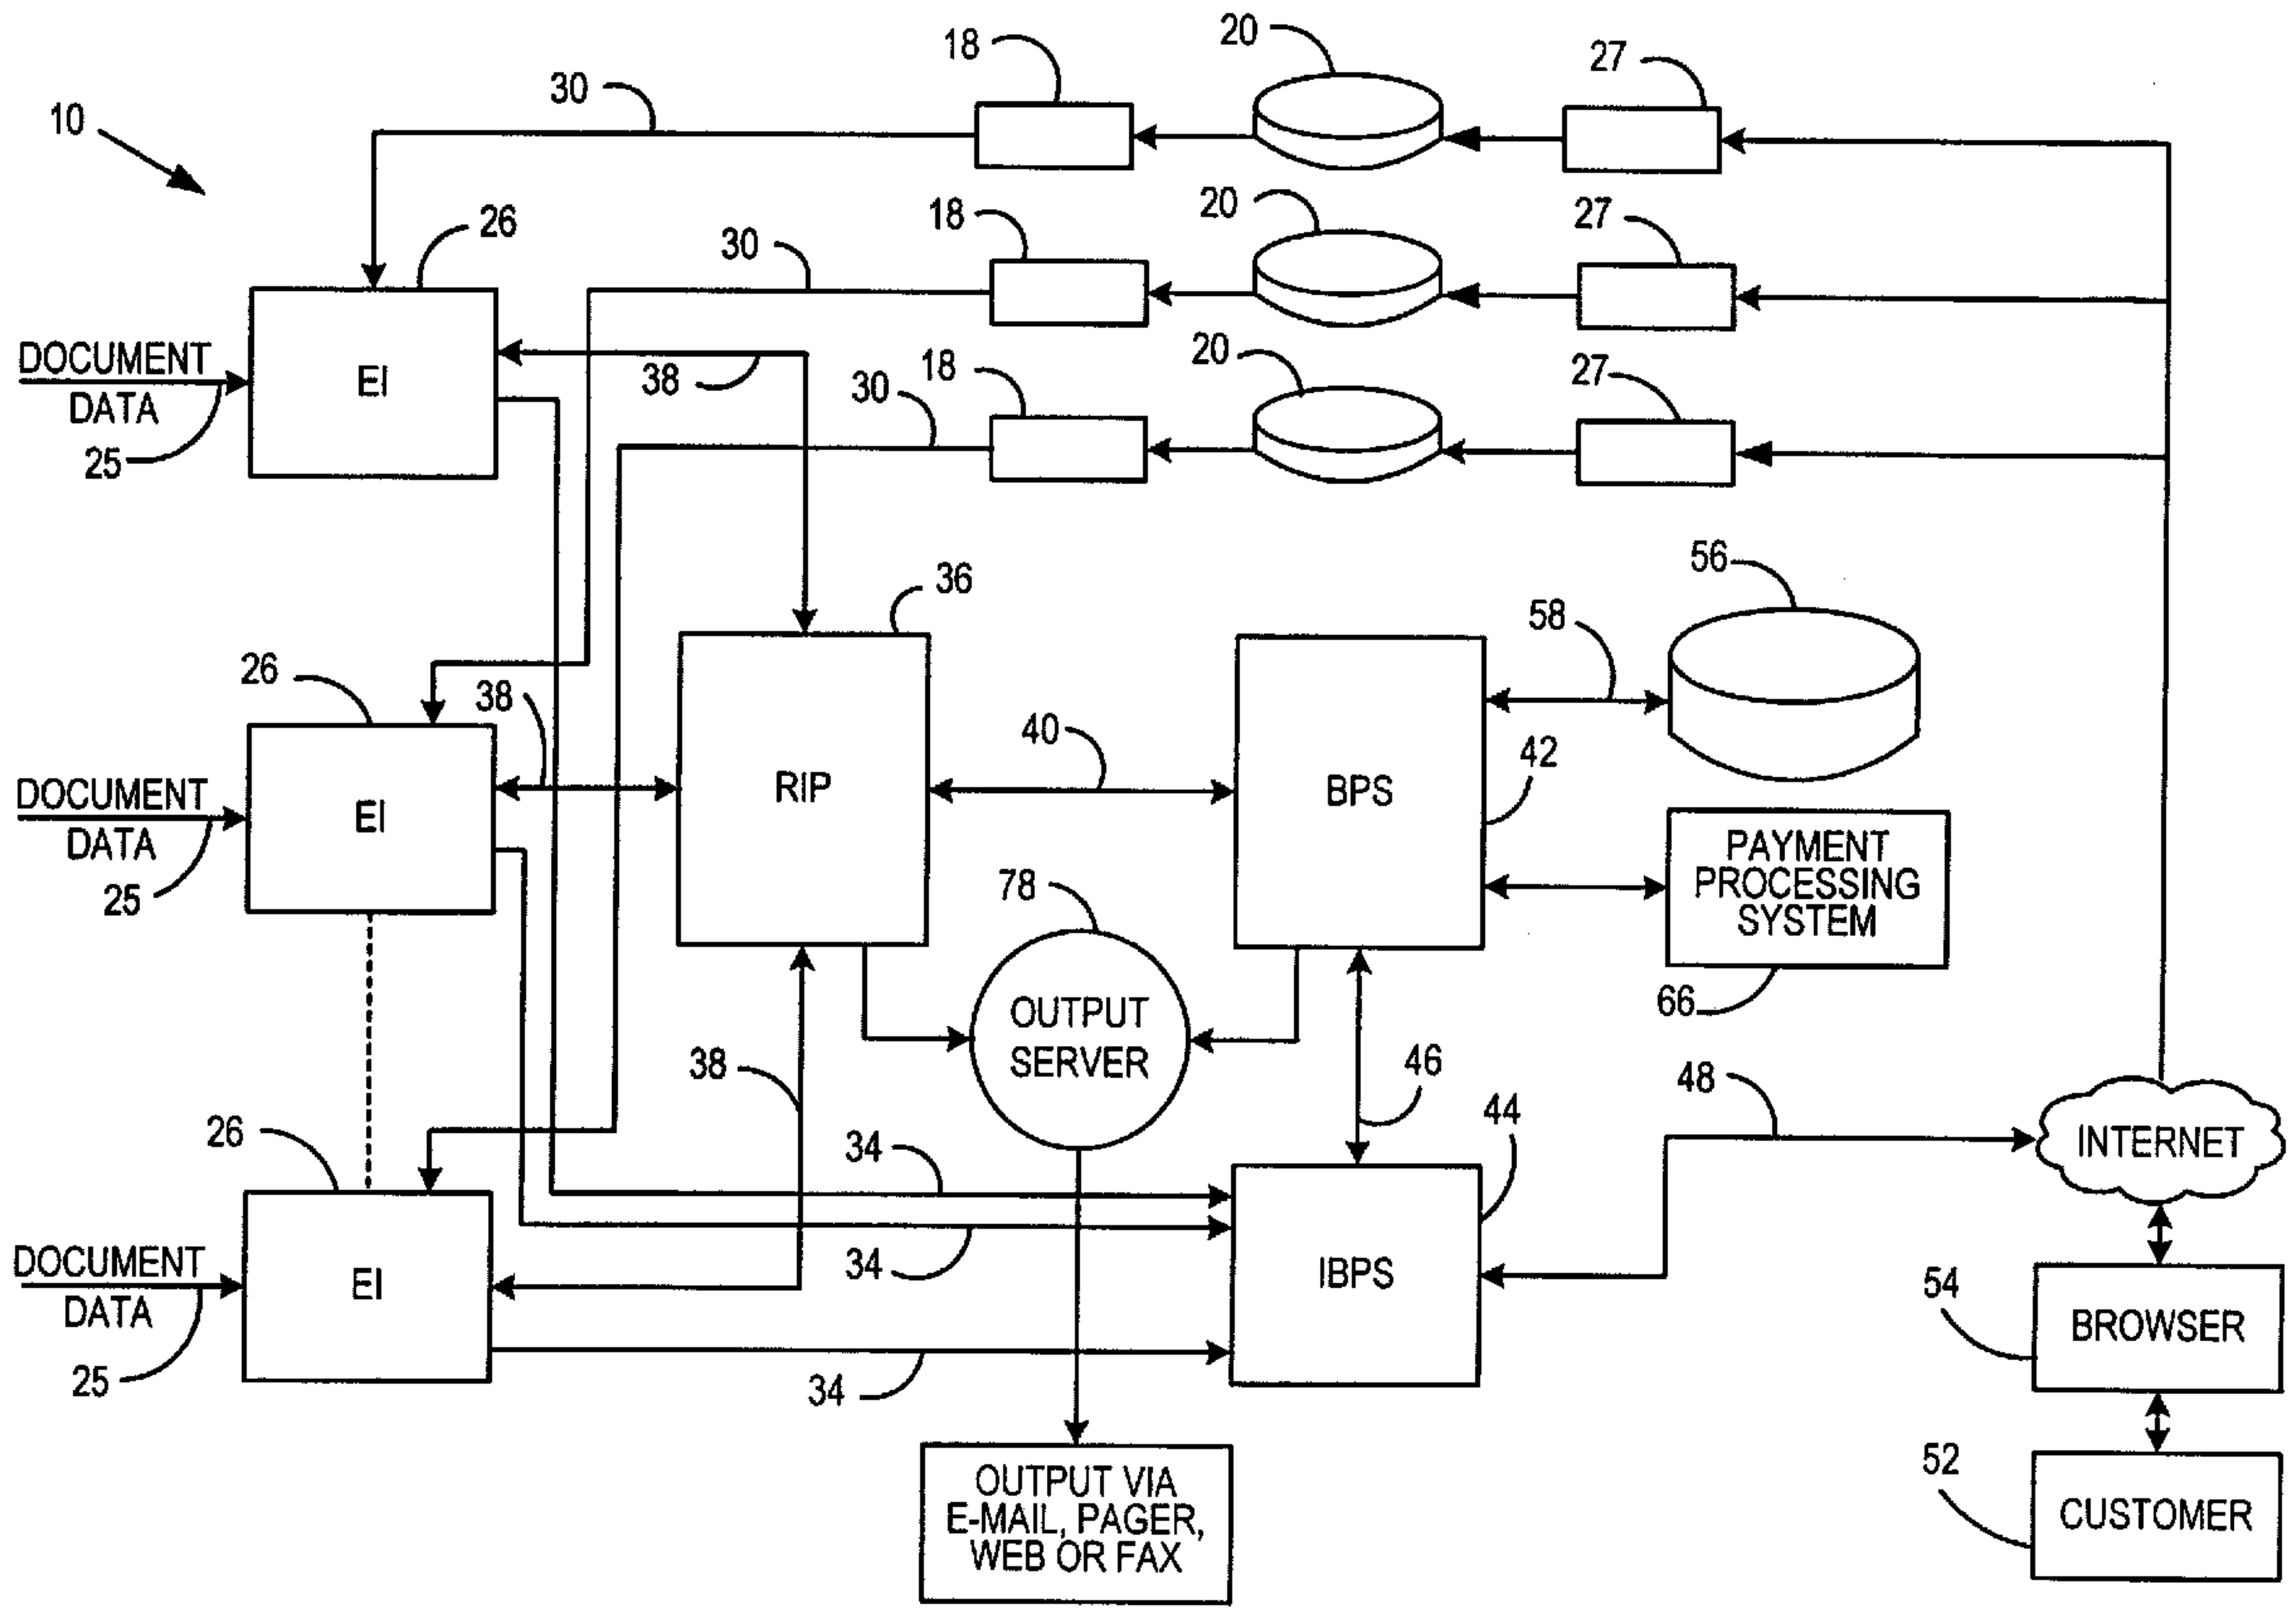 20
18
27
30
10
20
27
18
26
30
20
27
18
DOCUMENT
EI
38
30
DATA
25
56
36
58
26
38
40
42
RIP
BPS
DOCUMENT
EI
PAYMENT
PROCESSING
SYSTEM
DATA
25
78
66
OUTPUT
SERVER
38
46
48
44
26
34
INTERNET
DOCUMENT
34
EI
IBPS
54
DATA
BROWSER
25
34
52
OUTPUT VIA
E-MAIL, PAGER,
WEB OR FAX
CUSTOMER